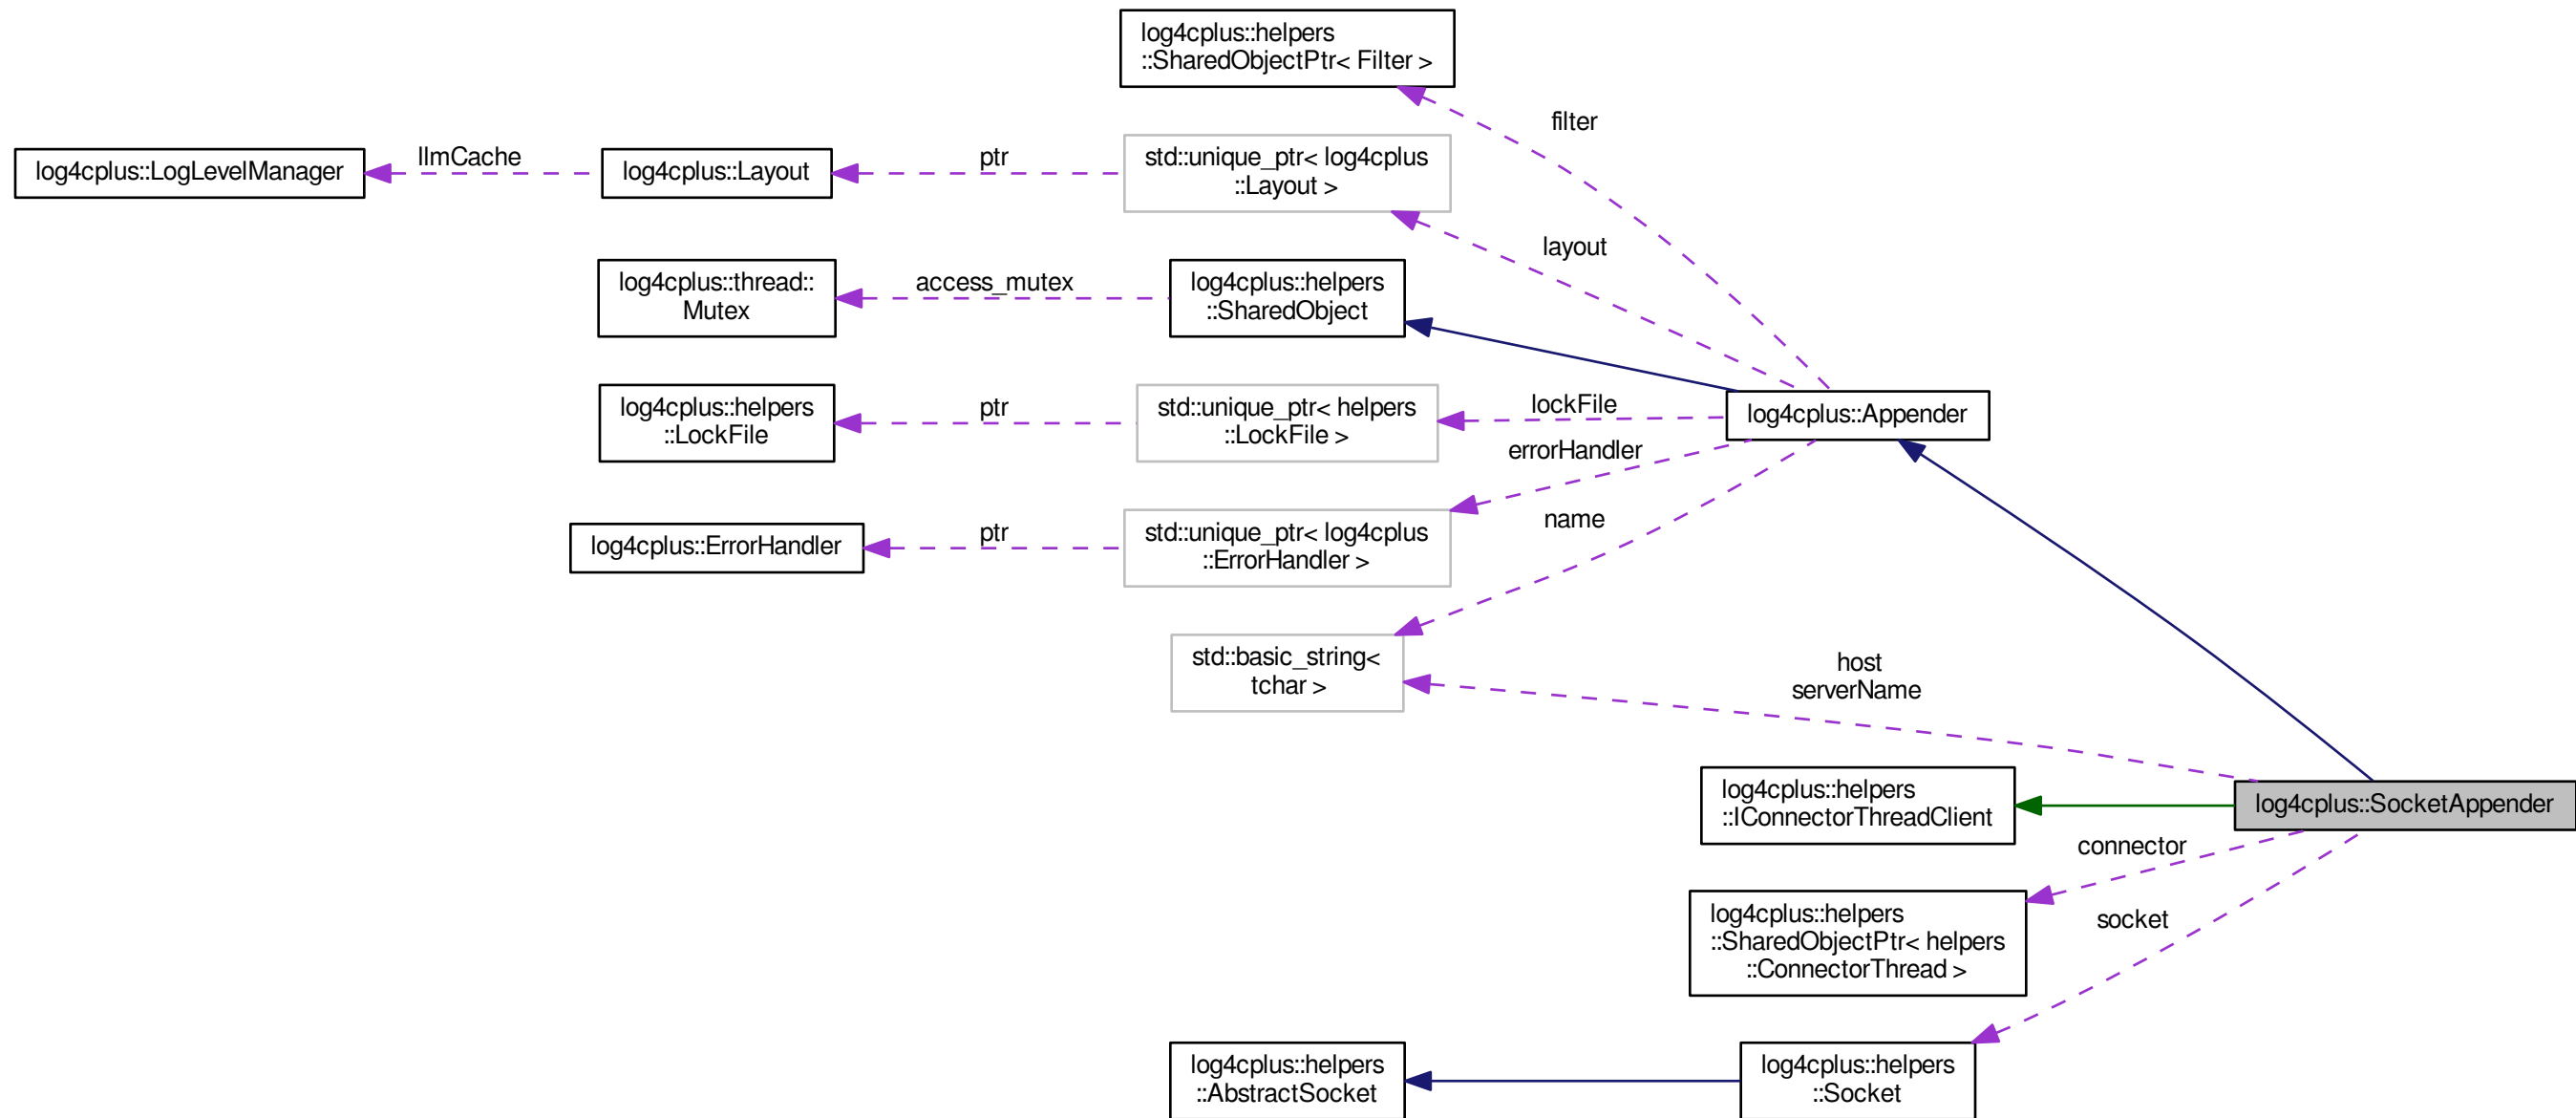 log4cplus::helpers
::SharedObjectPtr< Filter >
filter
log4cplus::LogLevelManager
llmCache
log4cplus::Layout
ptr
std::unique_ptr< log4cplus
::Layout >
layout
log4cplus::thread::
Mutex
access_mutex
log4cplus::helpers
::SharedObject
log4cplus::helpers
::LockFile
ptr
std::unique_ptr< helpers
::LockFile >
lockFile
log4cplus::Appender
errorHandler
log4cplus::ErrorHandler
ptr
std::unique_ptr< log4cplus
::ErrorHandler >
name
std::basic_string<
tchar >
host
serverName
log4cplus::helpers
::IConnectorThreadClient
log4cplus::SocketAppender
connector
log4cplus::helpers
::SharedObjectPtr< helpers
::ConnectorThread >
socket
log4cplus::helpers
::AbstractSocket
log4cplus::helpers
::Socket